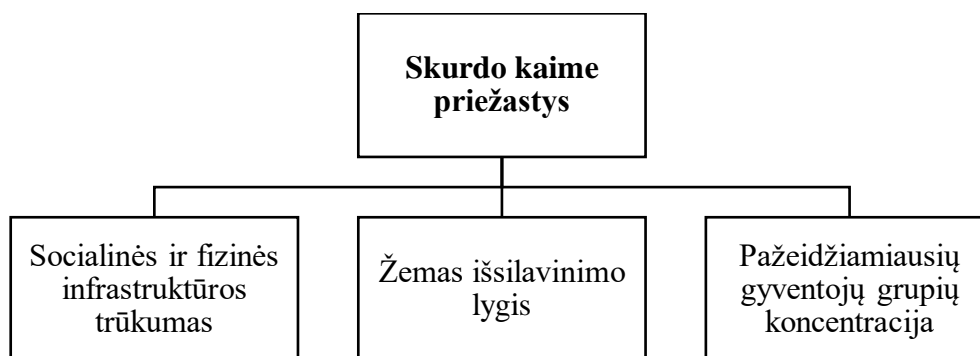 Skurdo kaime
priežastys
Socialinės ir fizinės
infrastruktūros
trūkumas
Žemas išsilavinimo
lygis
Pažeidžiamiausių
gyventojų grupių
koncentracija